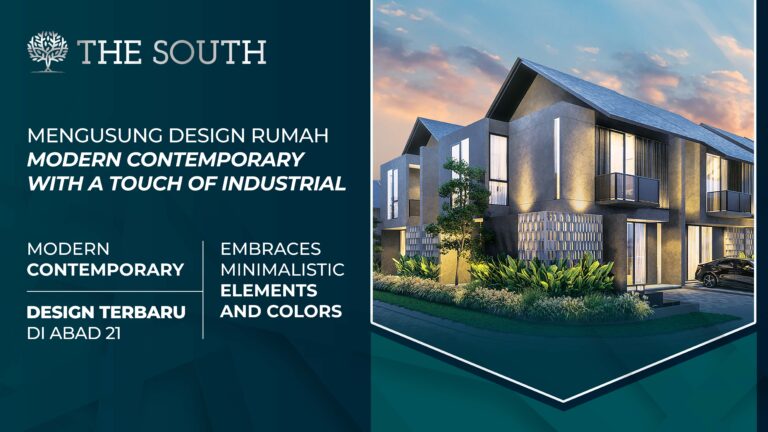 THE SOUTH
MENGUSUNG DESIGN RUMAH
MODERN CONTEMPORARY
WITH A TOUCH OF INDUSTRIAL
MODERN
CONTEMPORARY
DESIGN TERBARU
DI ABAD 21
EMBRACES
MINIMALISTIC
ELEMENTS
AND COLORS